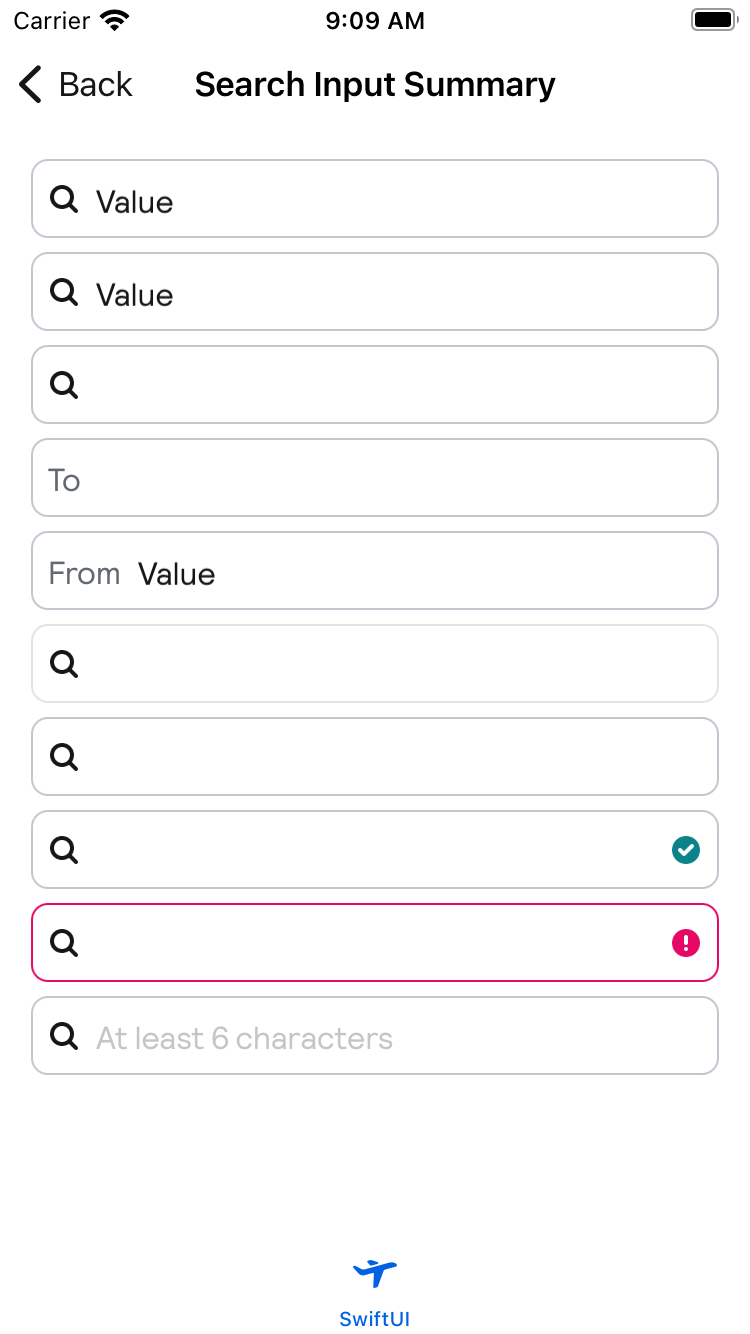 Carrier 9:09 AM
Back Search Input Summary
Value
Value
To
From Value
At least 6 characters
SwiftUI